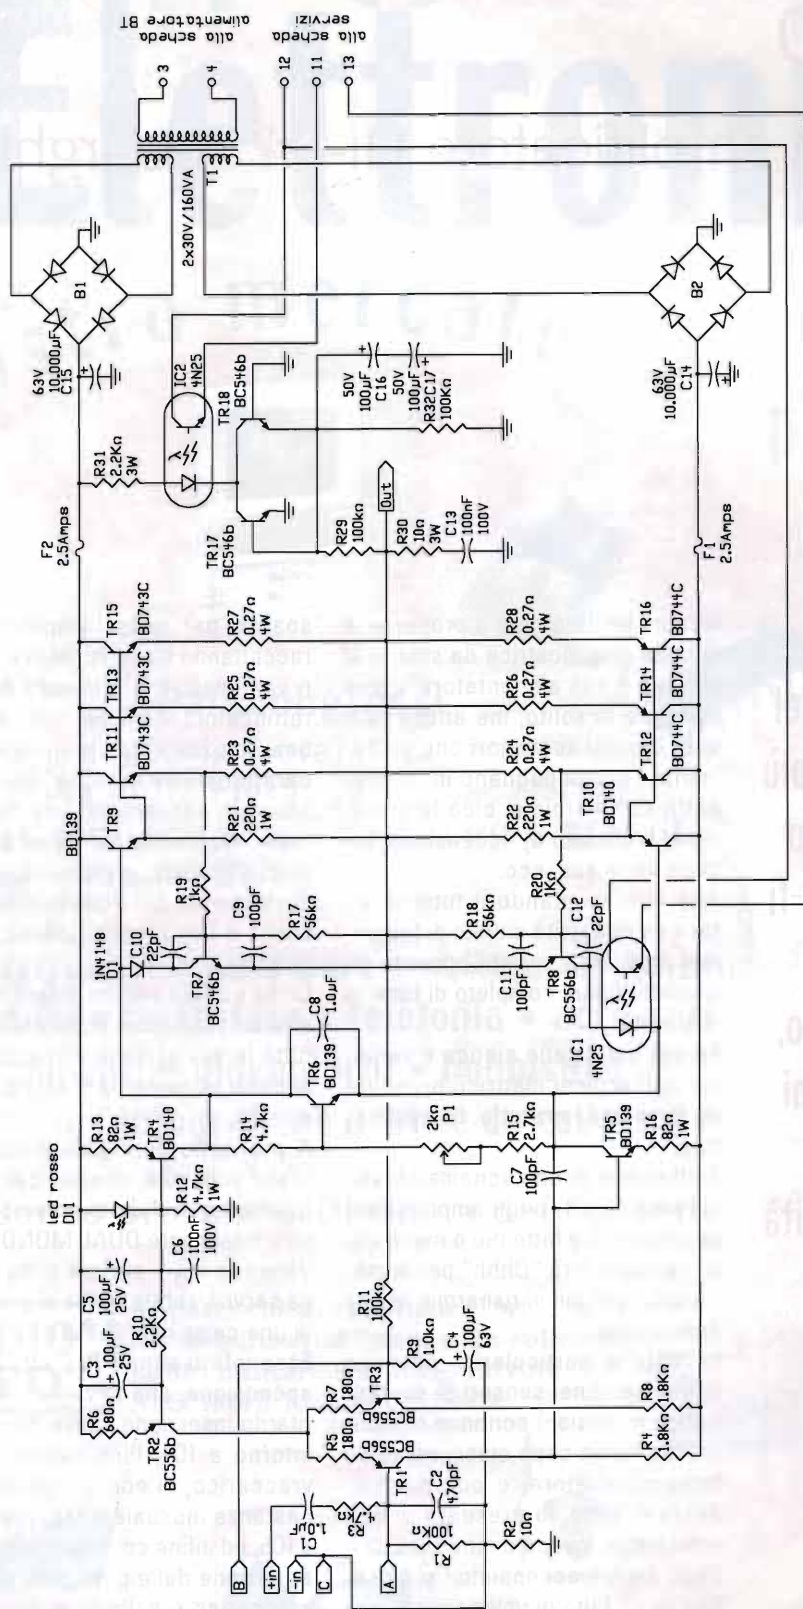 alla scheda
alimentatore BT
3
4
12
11
13
alla scheda
servizi
T1
2x30V/160VA
B1
B2
63V
10.000µF
C15
63V
10.000µF
C14
IC2
4N25
λ
R31
2.2KΩ
3W
TR18
BC546b
TR17
BC546b
50V
100µF
C16
50V
100µF
C17
R32
100KΩ
R29
100kΩ
R30
10Ω
3W
C13
100nF
100V
Out
F2
2.5Amps
F1
2.5Amps
TR15
BD743C
TR13
BD743C
TR11
BD743C
TR9
BD139
R27
0.27Ω
4W
R25
0.27Ω
4W
R23
0.27Ω
4W
R21
220Ω
1W
R28
0.27Ω
4W
R26
0.27Ω
4W
R24
0.27Ω
4W
R22
220Ω
1W
TR16
BD744C
TR14
BD744C
TR12
BD744C
TR10
BD140
R19
1kΩ
R20
1KΩ
1N4148
D1
C10
22pF
TR7
BC546b
C9
100pF
R17
56kΩ
R18
56kΩ
C11
100pF
TR8
BC556b
C12
25pF
IC1
4N25
λ
C8
1.0µF
TR6
BD139
R13
82Ω
1W
TR4
BD140
R14
4.7kΩ
2kΩ
P1
R15
2.7kΩ
C7
100pF
TR5
BD139
R16
82Ω
1W
led rosso
DL1
R12
1.7kΩ
1W
C6
100nF
100V
C5
100µF
25V
R10
2.2KΩ
C3
100µF
25V
R6
680Ω
TR2
BC556b
R11
100kΩ
R9
1.0kΩ
C4
100µF
63V
R7
180Ω
TR3
BC556b
R5
180Ω
TR1
BC556b
R8
1.8KΩ
R4
1.8KΩ
B
+in
-in
C
A
C1
1.0µF
R3
4.7kΩ
C2
470pF
R1
100KΩ
R2
10Ω